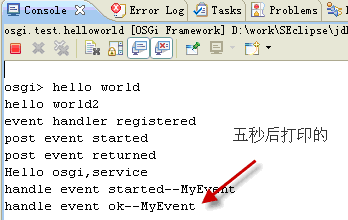 Console Error Log Tasks Problems
osgi.test.helloworld [OSGi Framework] D:\work\SEclipse\jd
osgi> hello world
hello world2
event handler registered
post event started
post event returned
Hello osgi,service
handle event started--MyEvent
handle event ok--MyEvent
五秒后打印的